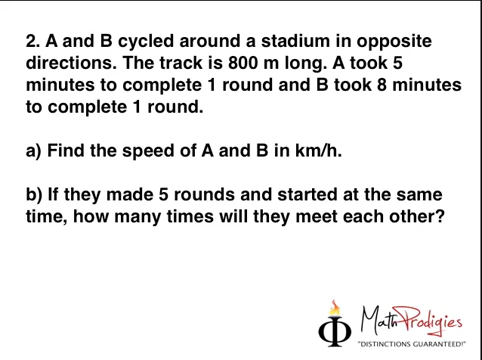 2. A and B cycled around a stadium in opposite
directions. The track is 800 m long. A took 5
minutes to complete 1 round and B took 8 minutes
to complete 1 round.
a) Find the speed of A and B in km/h.
b) If they made 5 rounds and started at the same
time, how many times will they meet each other?
MathProdigies
"DISTINCTIONS GUARANTEED!"